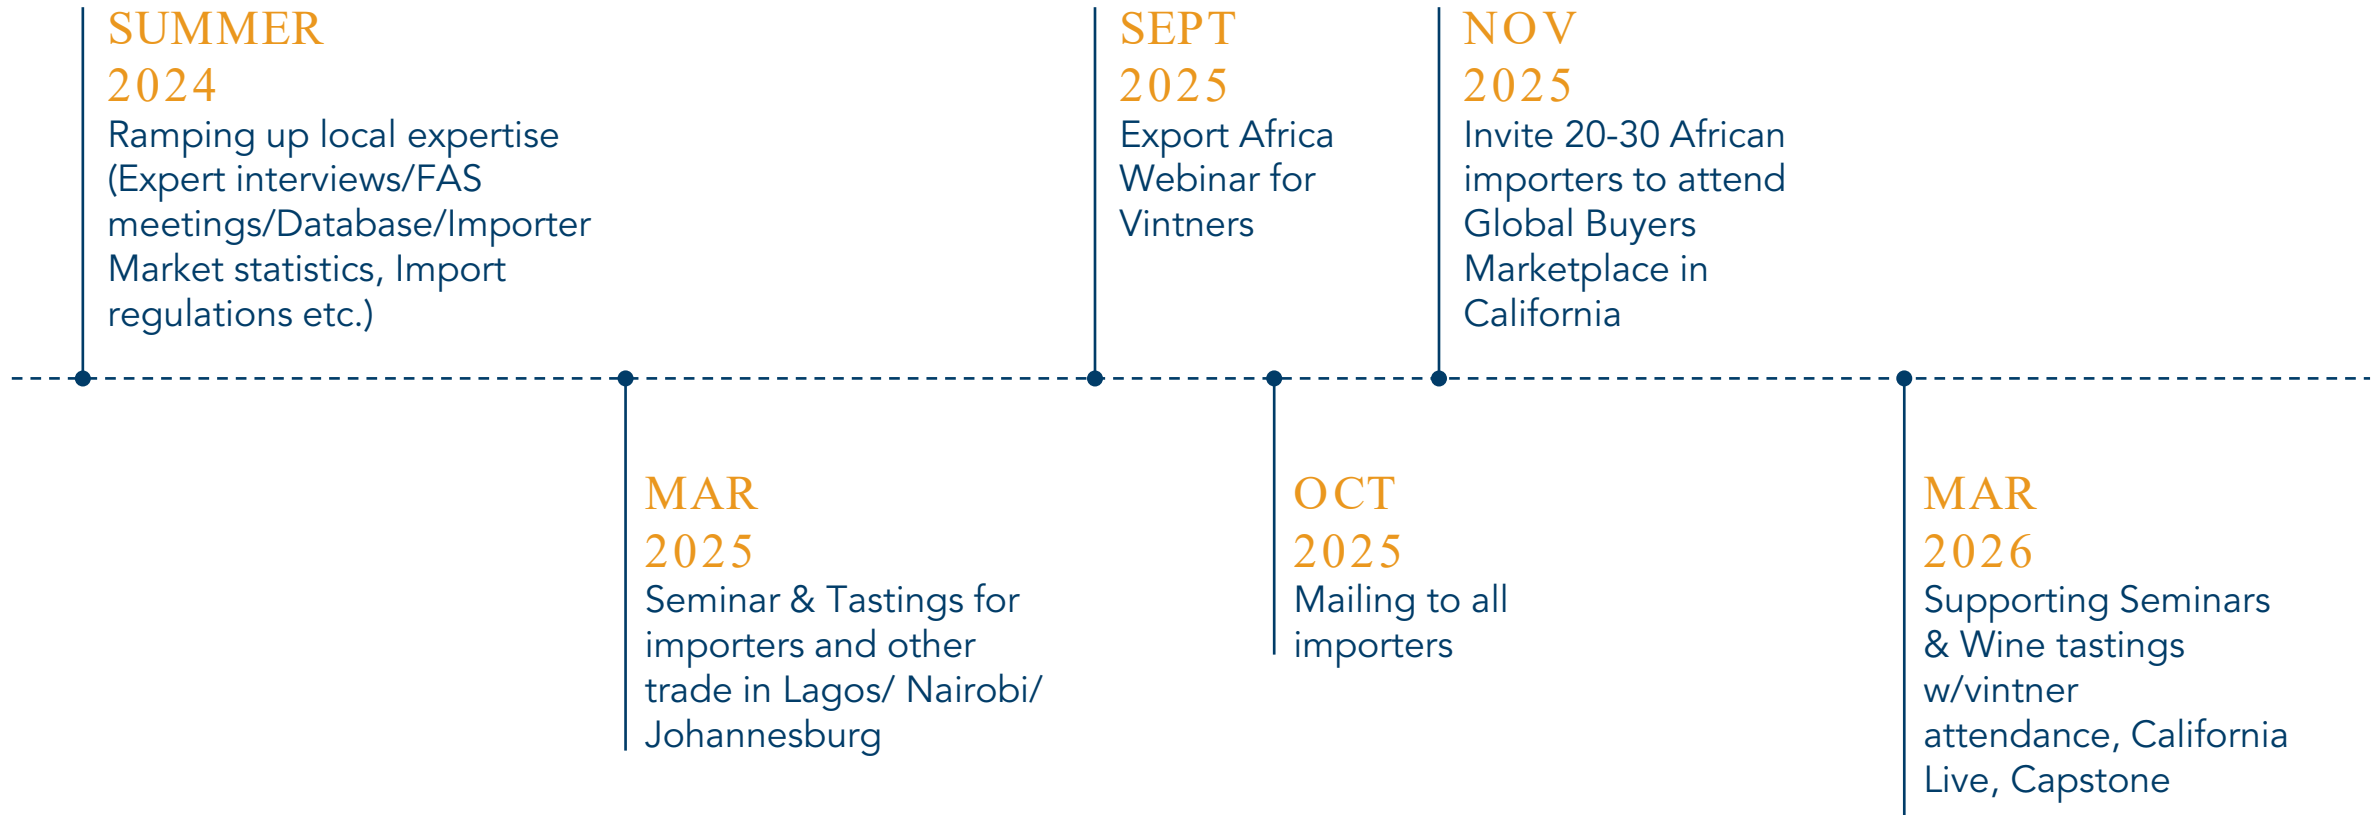 SUMMER
2024
Ramping up local expertise
(Expert interviews/FAS
meetings/Database/Importer
Market statistics, Import
regulations etc.)
SEPT
2025
Export Africa
Webinar for
Vintners
NOV
2025
Invite 20-30 African
importers to attend
Global Buyers
Marketplace in
California
MAR
2025
Seminar & Tastings for
importers and other
trade in Lagos/ Nairobi/
Johannesburg
OCT
2025
Mailing to all
importers
MAR
2026
Supporting Seminars
& Wine tastings
w/vintner
attendance, California
Live, Capstone